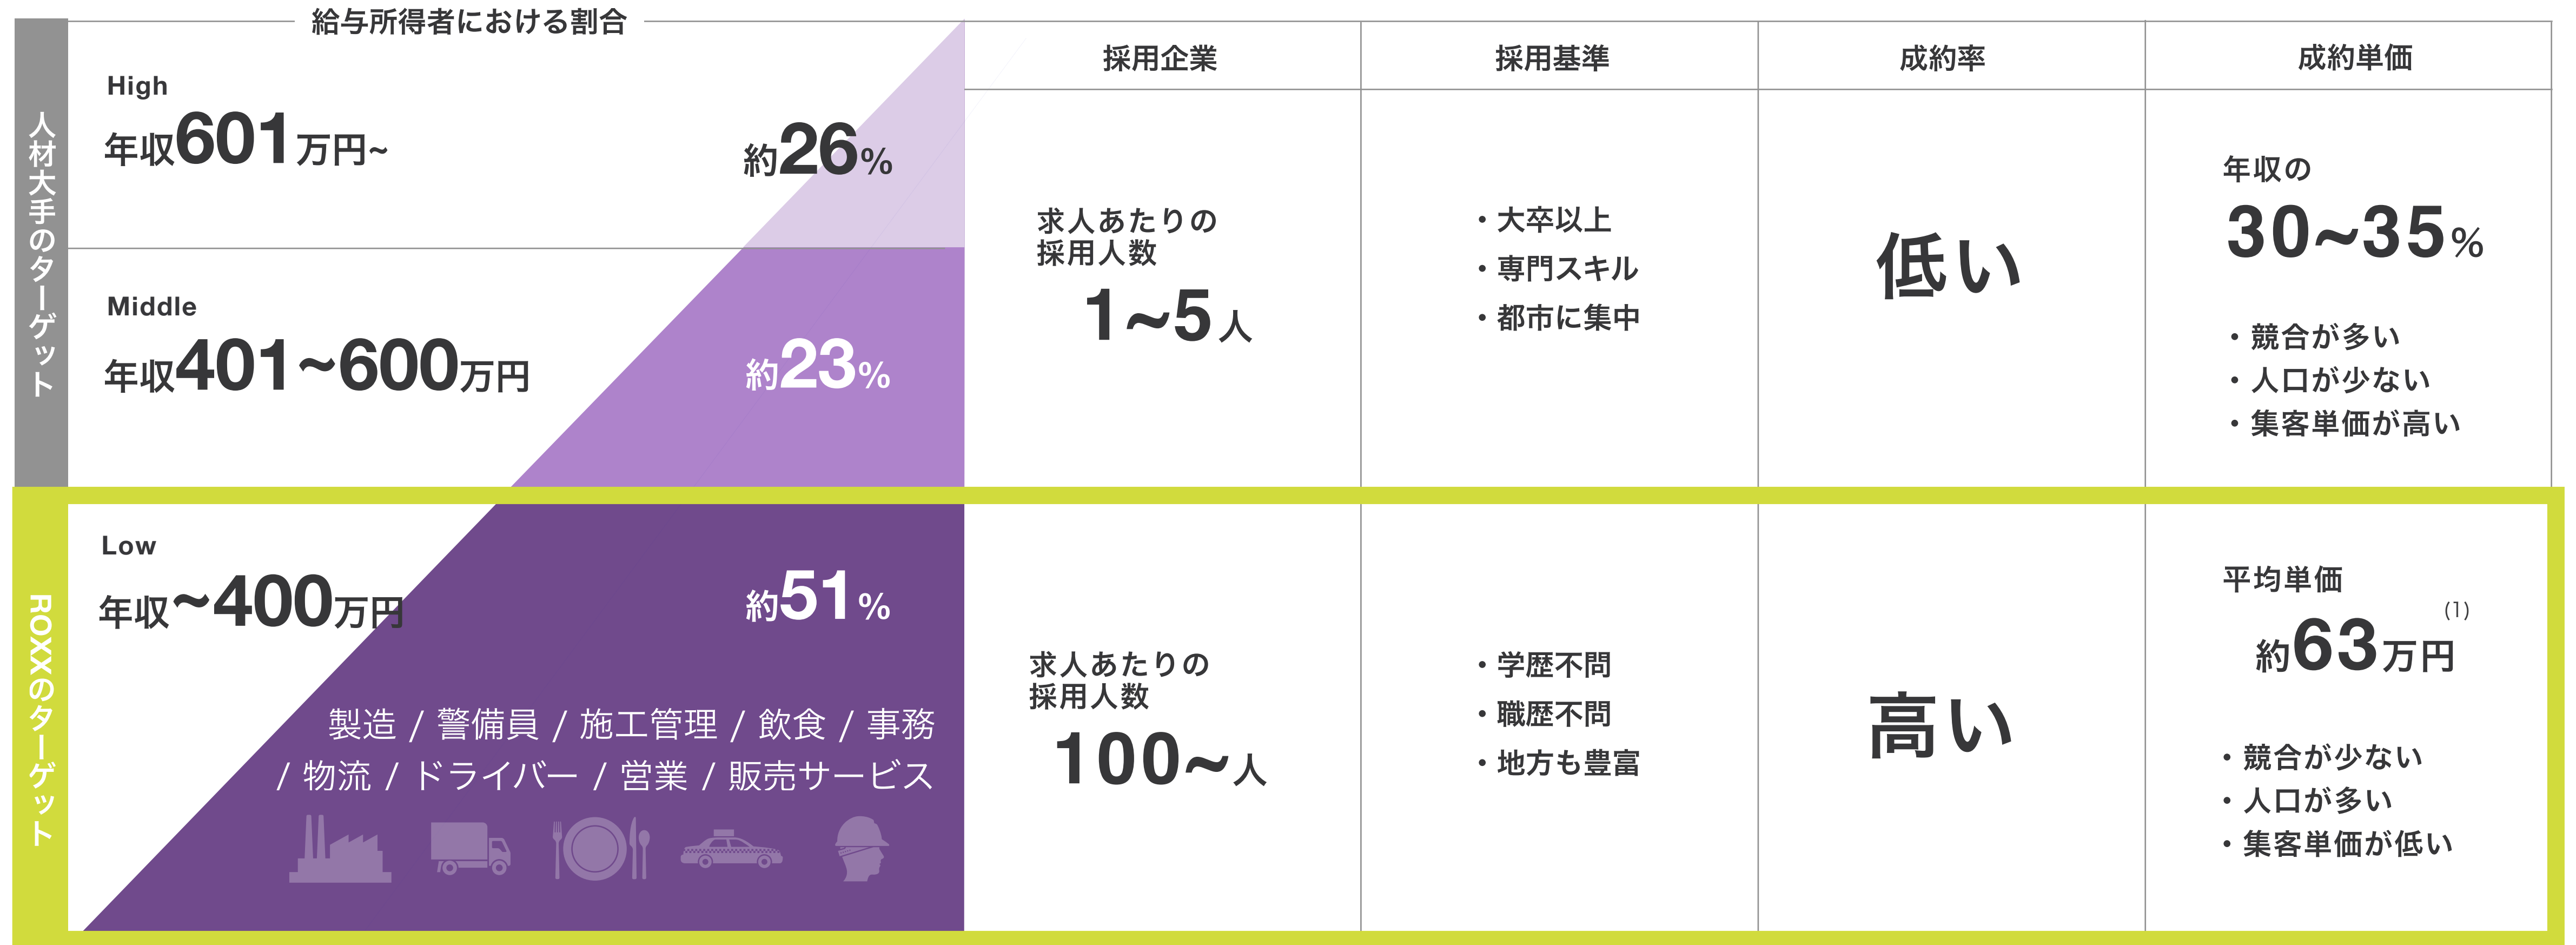 給与所得者における割合
採用企業
採用基準
成約率
成約単価
人材大手のターゲット
High
年収601万円~
約26%
Middle
年収401~600万円
約23%
求人あたりの
採用人数
1~5人
・大卒以上
・専門スキル
・都市に集中
低い
年収の
30~35%
・競合が多い
・人口が少ない
・集客単価が高い
ROXXのターゲット
Low
年収~400万円
約51%
製造 / 警備員 / 施工管理 / 飲食 / 事務
/ 物流 / ドライバー / 営業 / 販売サービス
求人あたりの
採用人数
100~人
・学歴不問
・職歴不問
・地方も豊富
高い
平均単価
約63万円(1)
・競合が少ない
・人口が多い
・集客単価が低い